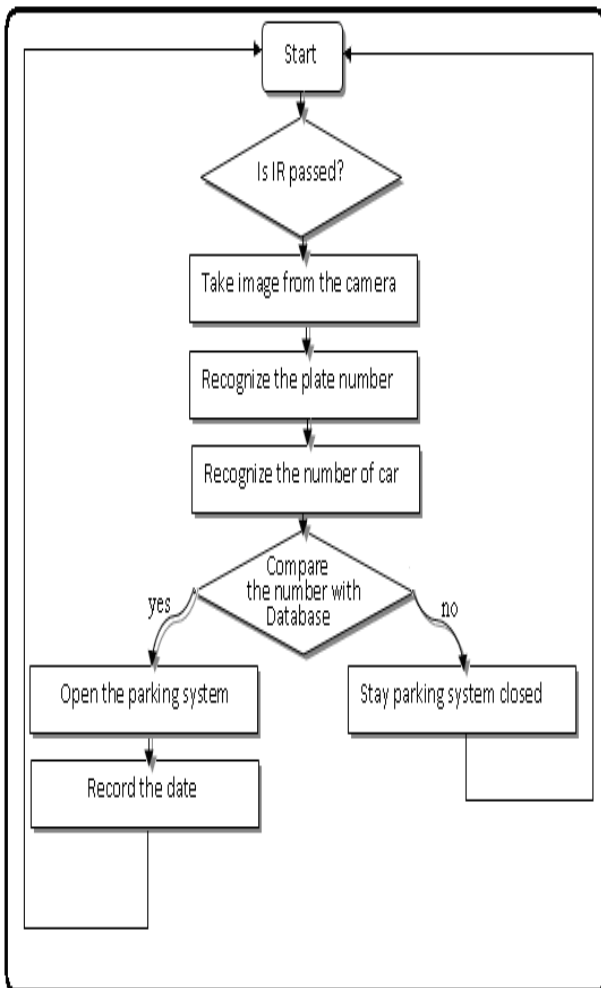 Start
Is IR passed?
Take image from the camera
Recognize the plate number
Recognize the number of car
Compare
the number with
Database
yes
no
Open the parking system
Stay parking system closed
Record the date